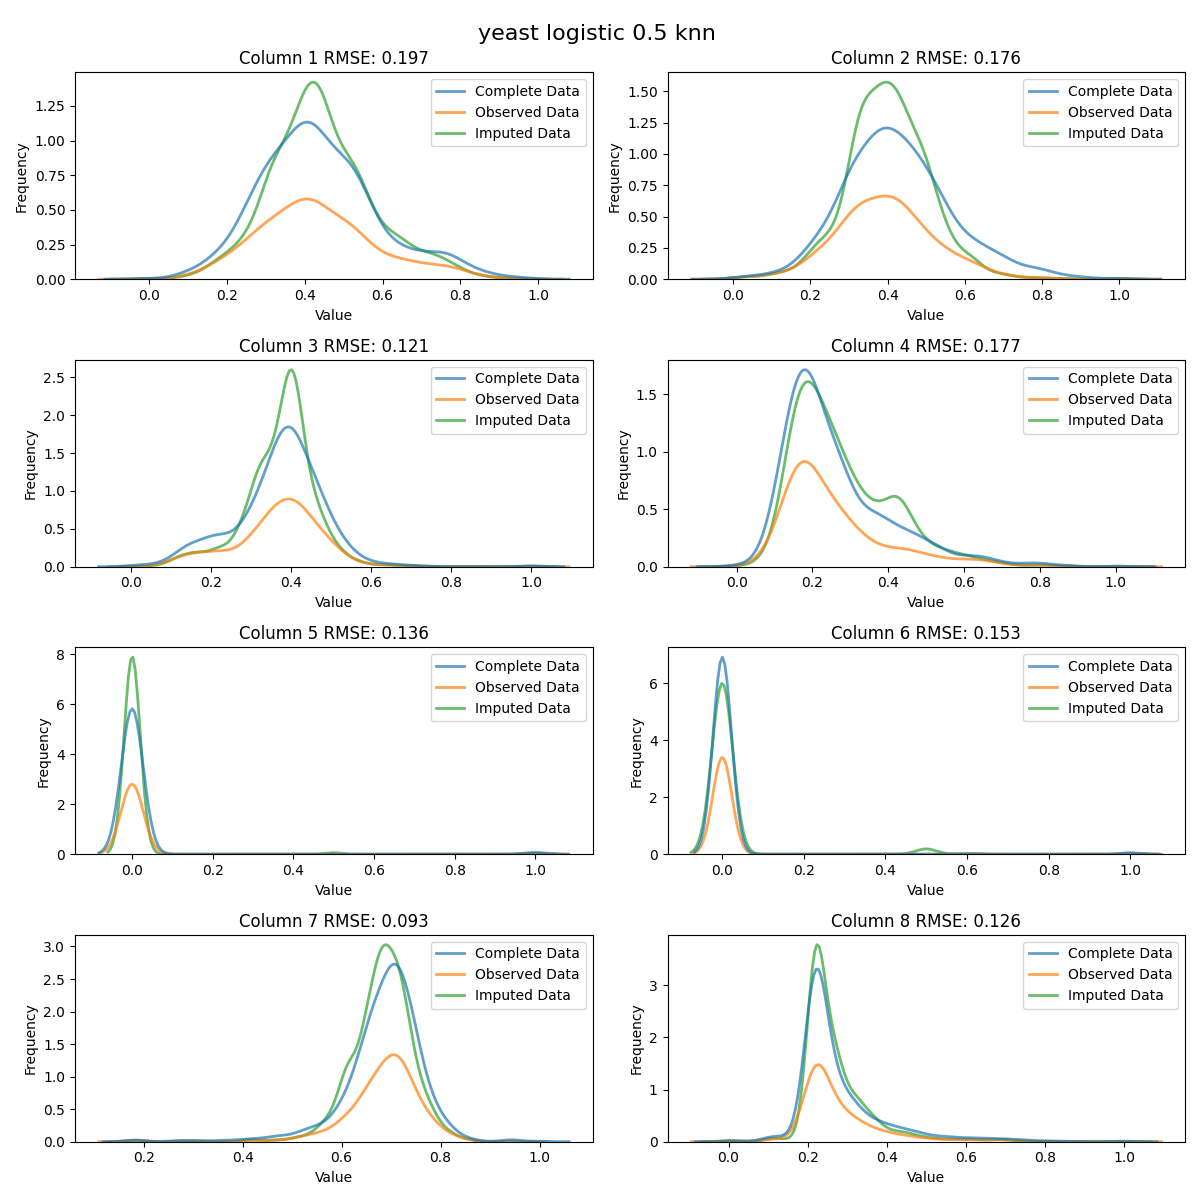 yeast logistic 0.5 knn
Column 1 RMSE: 0.197
Frequency
1.25
1.00
0.75
0.50
0.25
0.00
0.0 0.2 0.4 0.6 0.8 1.0
Value
Complete Data
Observed Data
Imputed Data
Column 2 RMSE: 0.176
Frequency
1.50
1.25
1.00
0.75
0.50
0.25
0.00
0.0 0.2 0.4 0.6 0.8 1.0
Value
Complete Data
Observed Data
Imputed Data
Column 3 RMSE: 0.121
Frequency
2.5
2.0
1.5
1.0
0.5
0.0
0.0 0.2 0.4 0.6 0.8 1.0
Value
Complete Data
Observed Data
Imputed Data
Column 4 RMSE: 0.177
Frequency
1.5
1.0
0.5
0.0
0.0 0.2 0.4 0.6 0.8 1.0
Value
Complete Data
Observed Data
Imputed Data
Column 5 RMSE: 0.136
Frequency
8
6
4
2
0
0.0 0.2 0.4 0.6 0.8 1.0
Value
Complete Data
Observed Data
Imputed Data
Column 6 RMSE: 0.153
Frequency
6
4
2
0
0.0 0.2 0.4 0.6 0.8 1.0
Value
Complete Data
Observed Data
Imputed Data
Column 7 RMSE: 0.093
Frequency
3.0
2.5
2.0
1.5
1.0
0.5
0.0
0.2 0.4 0.6 0.8 1.0
Value
Complete Data
Observed Data
Imputed Data
Column 8 RMSE: 0.126
Frequency
3
2
1
0
0.0 0.2 0.4 0.6 0.8 1.0
Value
Complete Data
Observed Data
Imputed Data